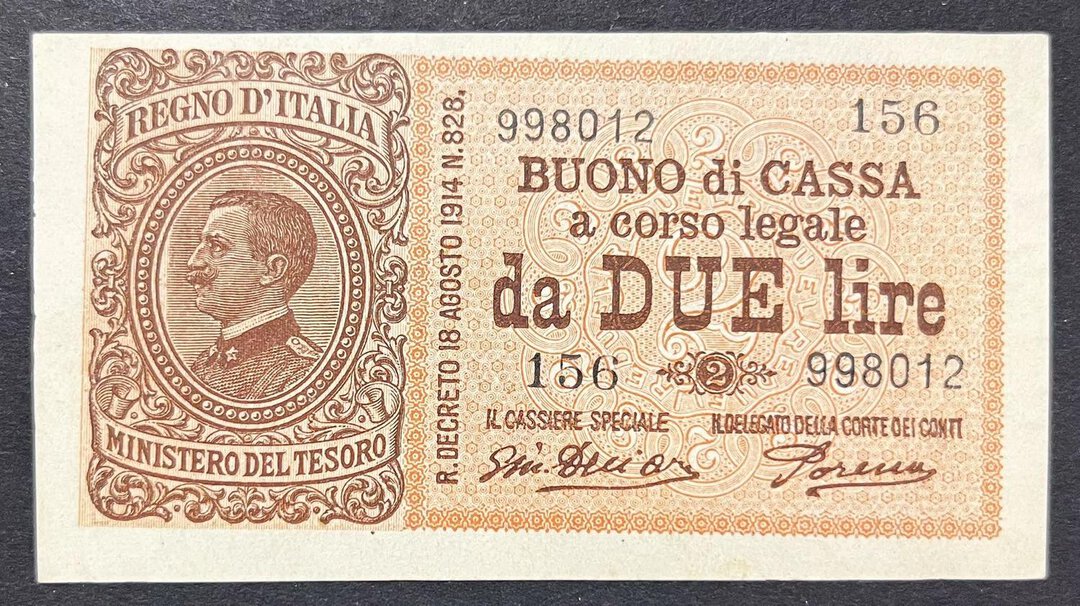 REGNO D'ITALIA
MINISTERO DEL TESORO
R. DECRETO 18 AGOSTO 1914 N. 828.
998012 156
BUONO di CASSA
a corso legale
da DUE lire
156 2 998012
IL CASSIERE SPECIALE IL DELEGATO DELLA CORTE DEI CONTI